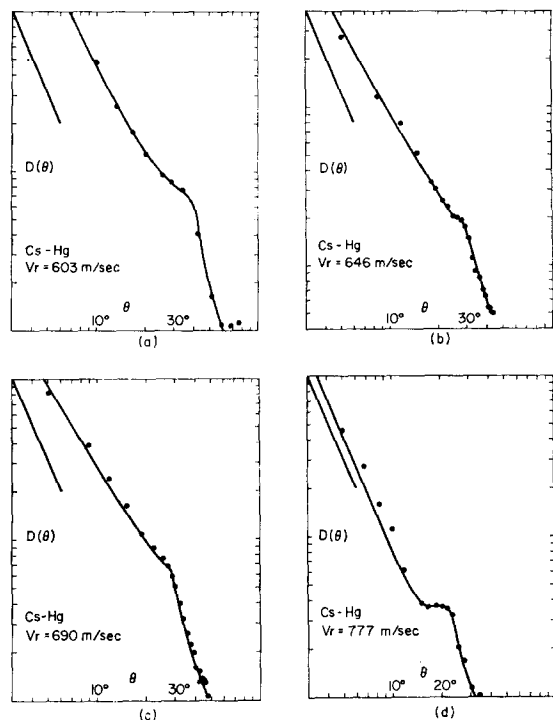 D(θ)
Cs-Hg
Vr = 603 m/sec
10° θ 30°
(a)
D(θ)
Cs-Hg
Vr = 646 m/sec
10° θ 30°
(b)
D(θ)
Cs-Hg
Vr = 690 m/sec
10° θ 30°
(c)
D(θ)
Cs-Hg
Vr = 777 m/sec
10° θ 20°
(d)